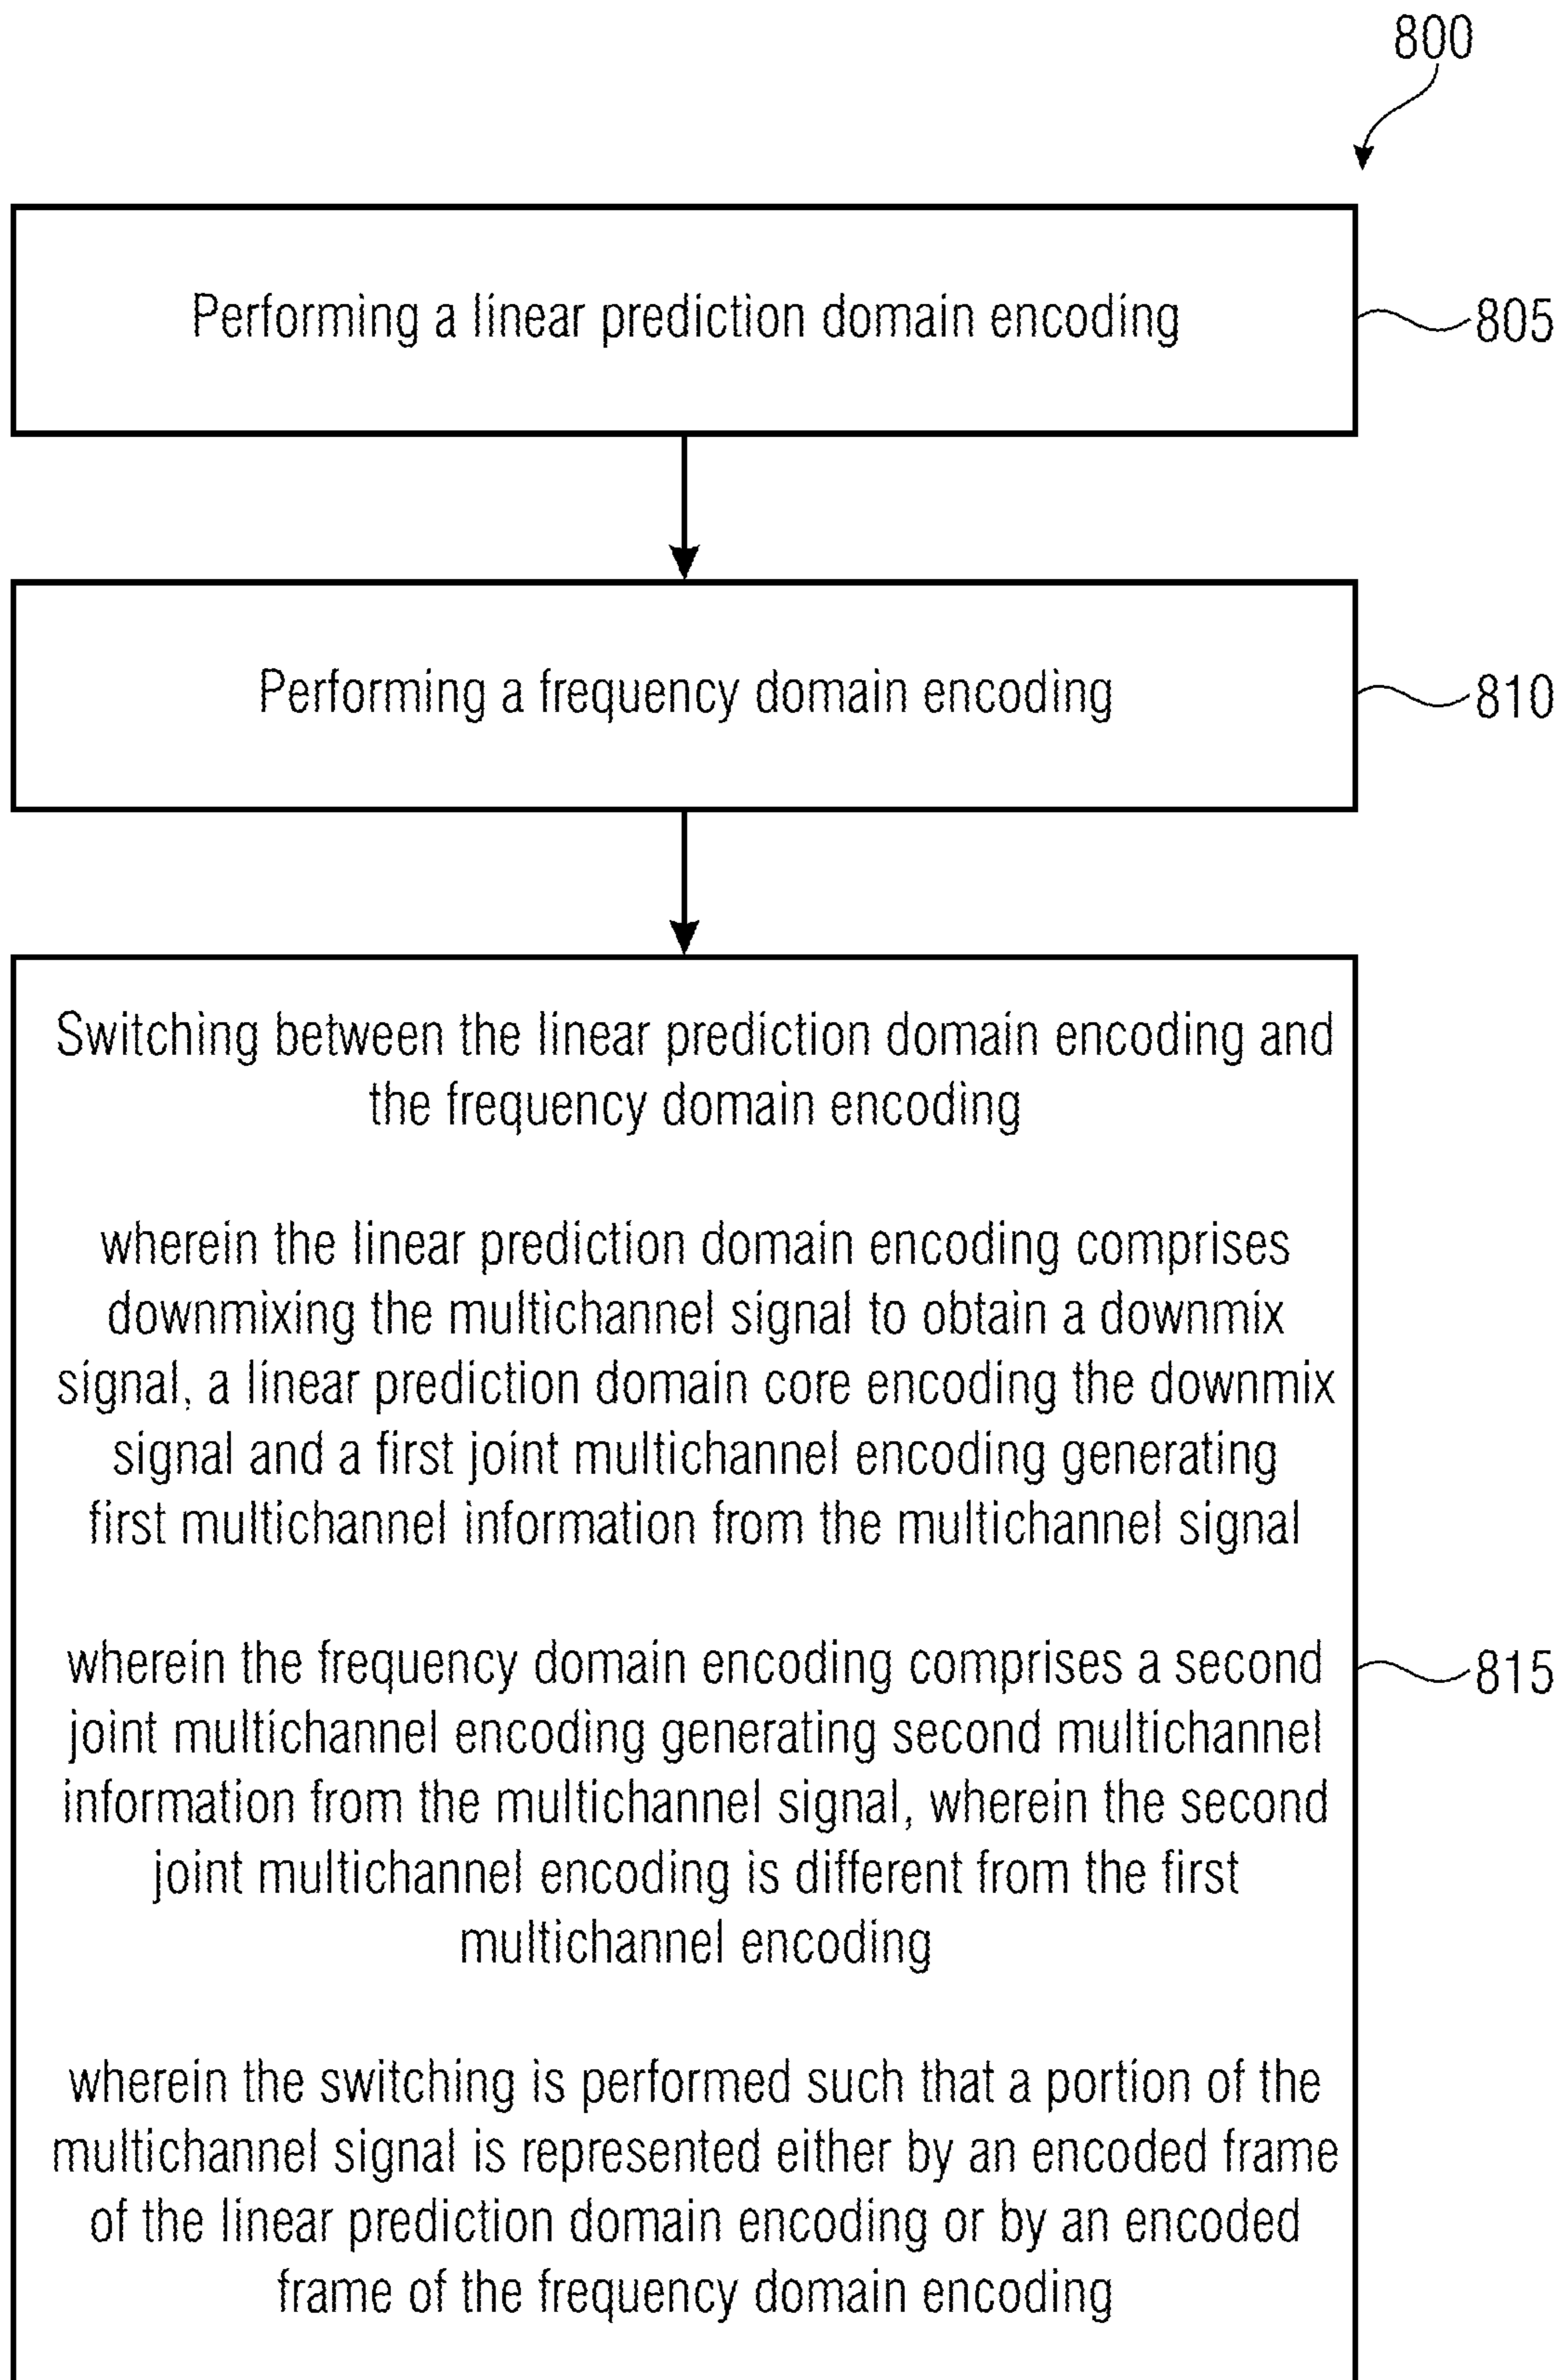 800
Performing a linear prediction domain encoding
805
Performing a frequency domain encoding
810
Switching between the linear prediction domain encoding and
the frequency domain encoding
wherein the linear prediction domain encoding comprises
downmixing the multichannel signal to obtain a downmix
signal, a linear prediction domain core encoding the downmix
signal and a first joint multichannel encoding generating
first multichannel information from the multichannel signal
wherein the frequency domain encoding comprises a second
joint multichannel encoding generating second multichannel
information from the multichannel signal, wherein the second
joint multichannel encoding is different from the first
multichannel encoding
wherein the switching is performed such that a portion of the
multichannel signal is represented either by an encoded frame
of the linear prediction domain encoding or by an encoded
frame of the frequency domain encoding
815